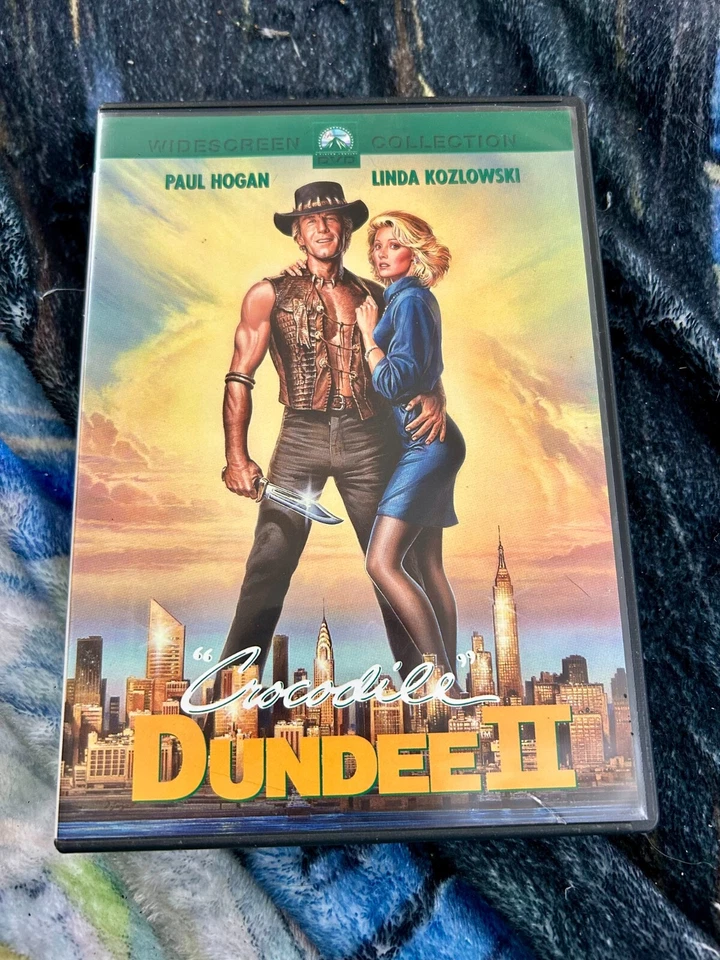 WIDESCREEN COLLECTION
PAUL HOGAN LINDA KOZLOWSKI
"Crocodile"
DUNDEE II